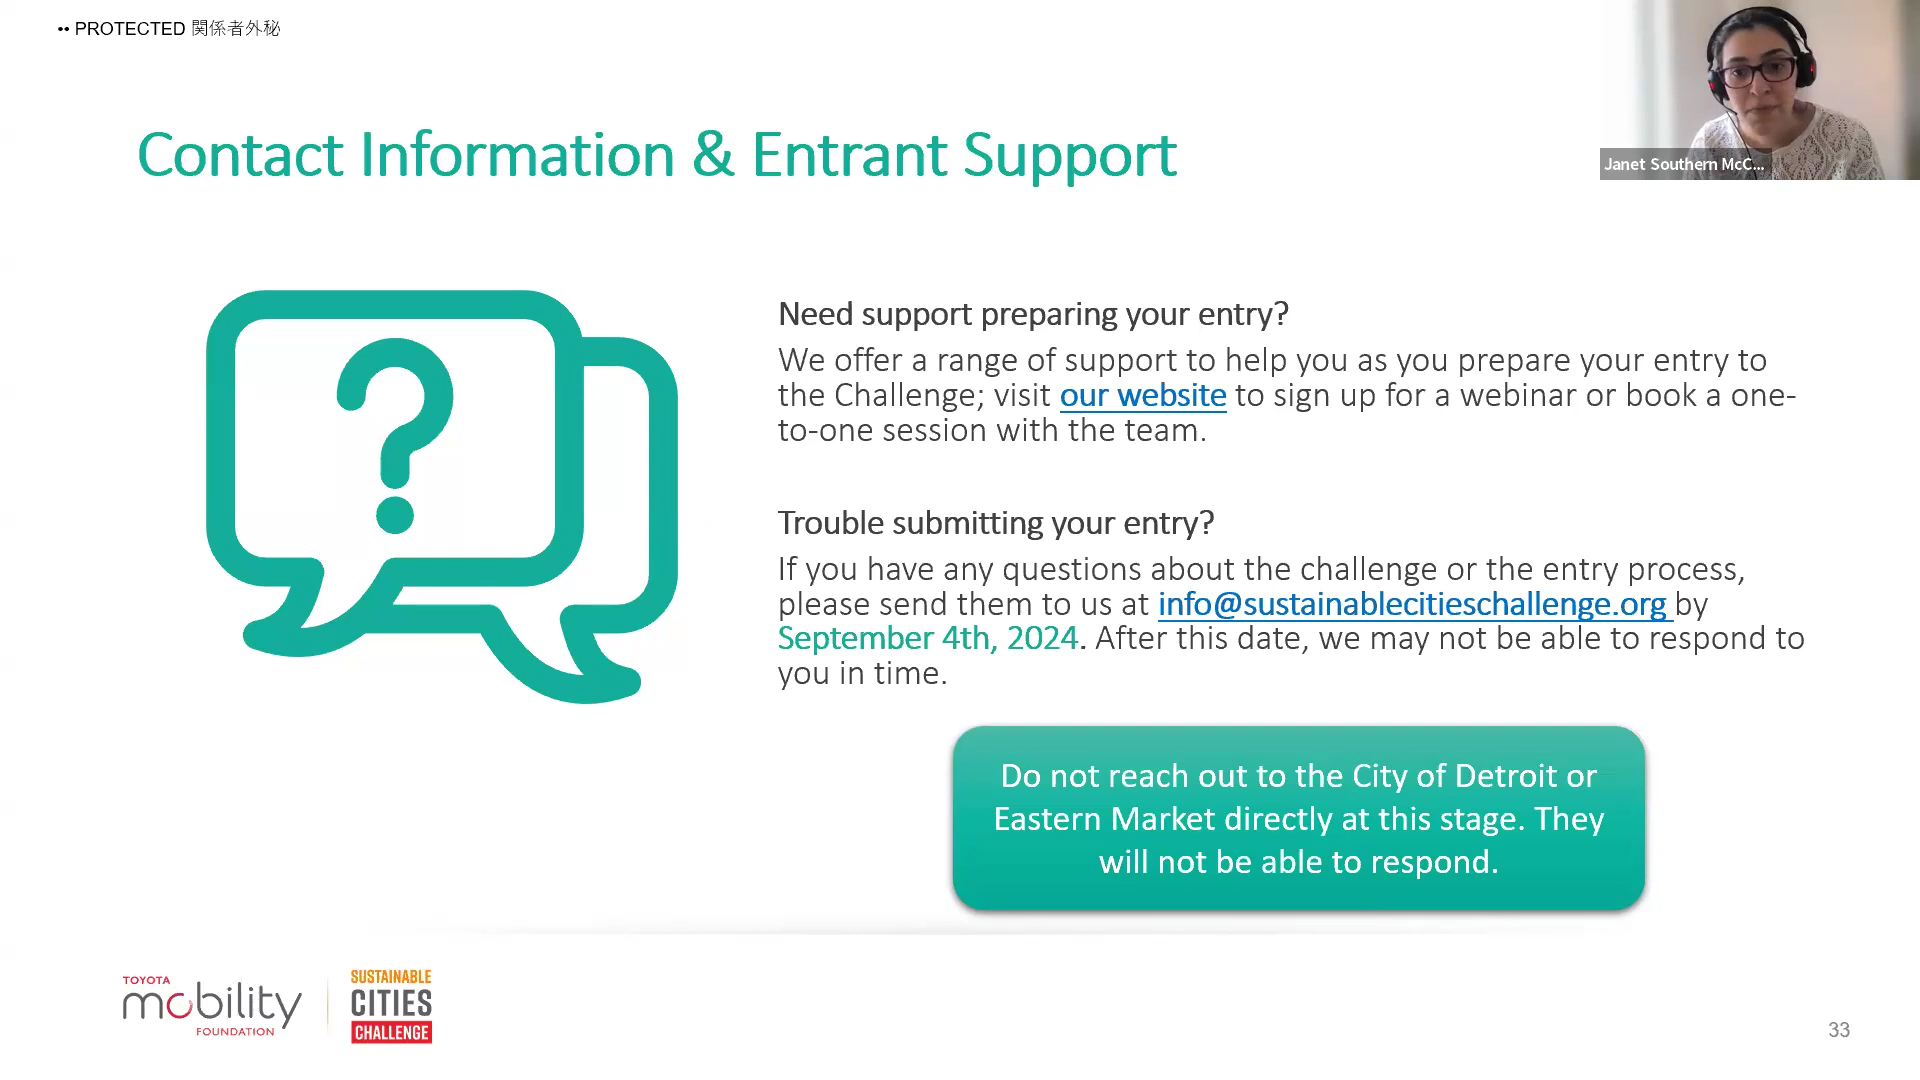 •• PROTECTED 関係者外秘
Janet Southern McC...
Contact Information & Entrant Support
Need support preparing your entry?
We offer a range of support to help you as you prepare your entry to
the Challenge; visit our website to sign up for a webinar or book a one-
to-one session with the team.
Trouble submitting your entry?
If you have any questions about the challenge or the entry process,
please send them to us at info@sustainablecitieschallenge.org by
September 4th, 2024. After this date, we may not be able to respond to
you in time.
Do not reach out to the City of Detroit or
Eastern Market directly at this stage. They
will not be able to respond.
TOYOTA
mobility
FOUNDATION
SUSTAINABLE
CITIES
CHALLENGE
33